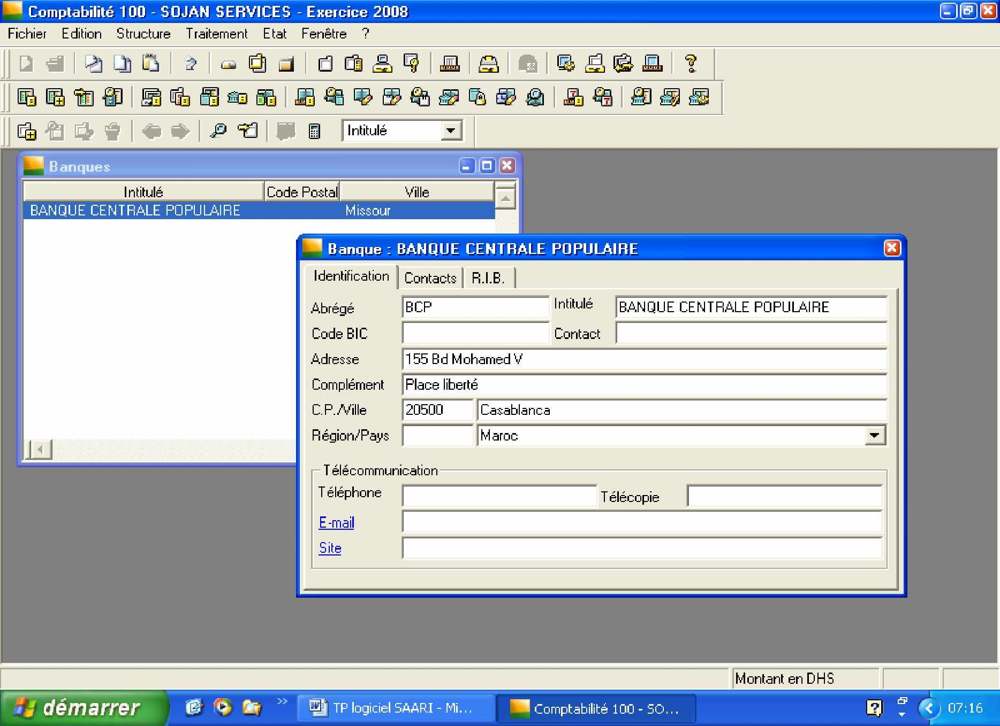 Comptabilité 100 - SOJAN SERVICES - Exercice 2008
Fichier Edition Structure Traitement Etat Fenêtre ?
Intitulé
Banques
Intitulé Code Postal Ville
BANQUE CENTRALE POPULAIRE Missour
Banque : BANQUE CENTRALE POPULAIRE
Identification Contacts R.I.B.
Abrégé BCP Intitulé BANQUE CENTRALE POPULAIRE
Code BIC Contact
Adresse 155 Bd Mohamed V
Complément Place liberté
C.P./Ville 20500 Casablanca
Région/Pays Maroc
Télécommunication
Téléphone Télécopie
E-mail
Site
Montant en DHS
démarrer » TP logiciel SAARI - Mi... Comptabilité 100 - SO... 07:16